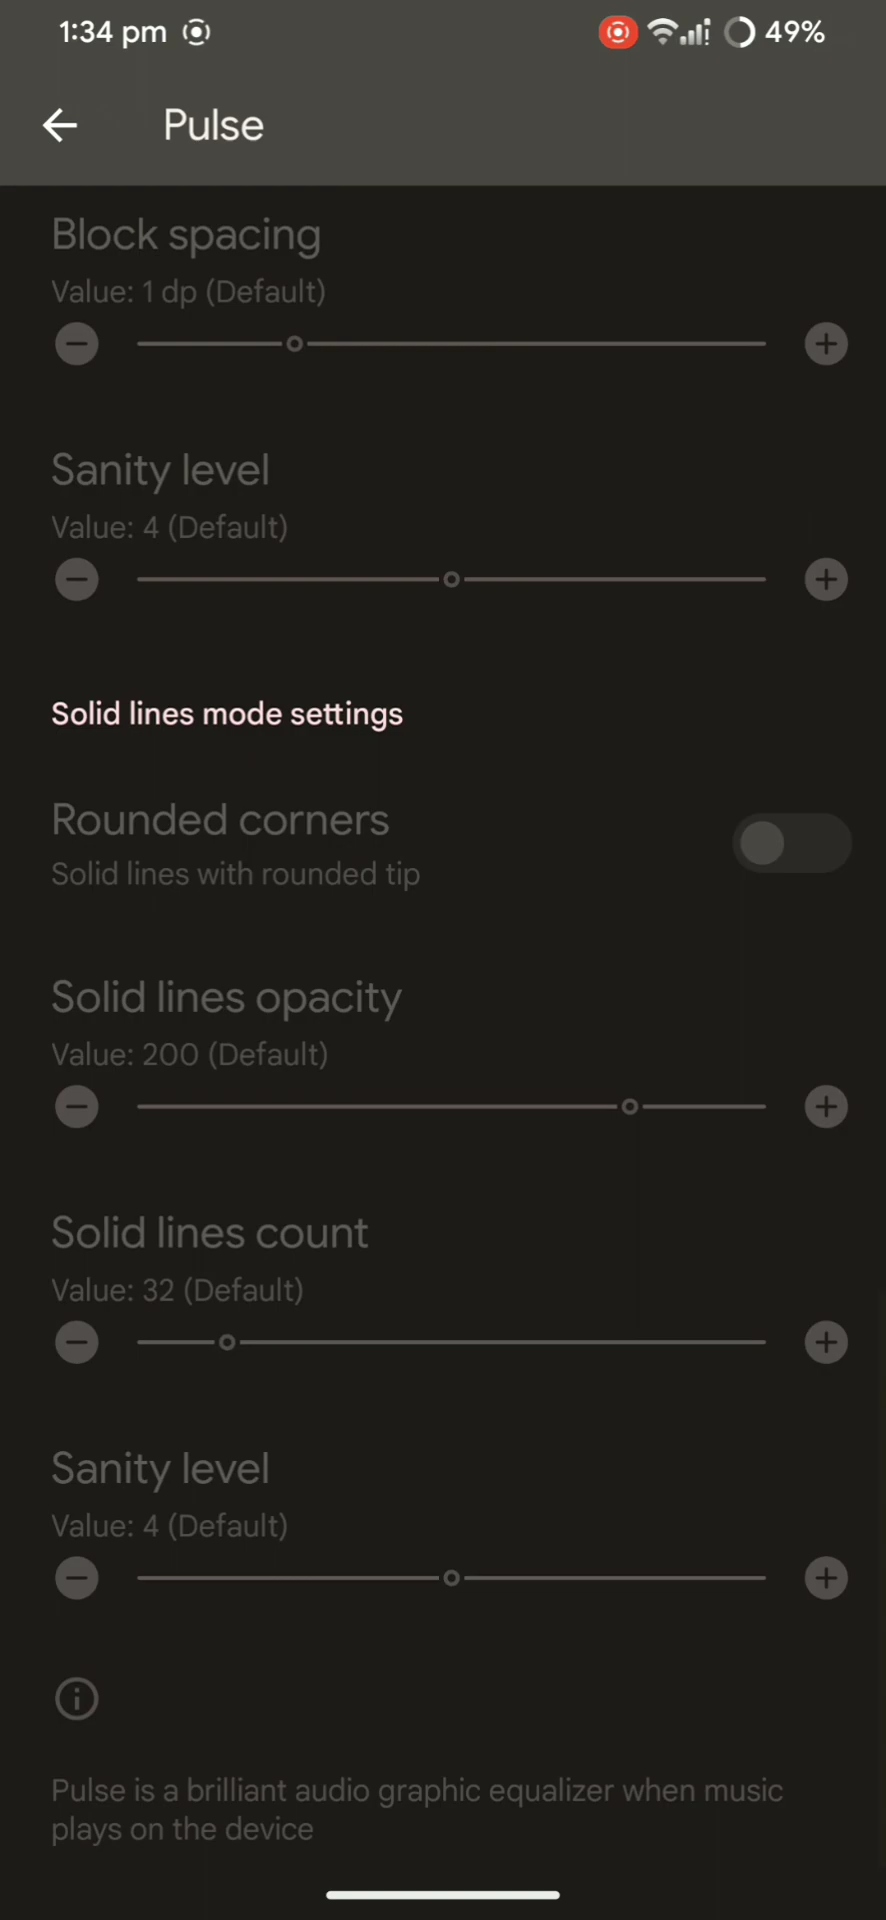 1:34 pm
49%
Pulse
Block spacing
Value: 1 dp (Default)
Sanity level
Value: 4 (Default)
Solid lines mode settings
Rounded corners
Solid lines with rounded tip
Solid lines opacity
Value: 200 (Default)
Solid lines count
Value: 32 (Default)
Sanity level
Value: 4 (Default)
Pulse is a brilliant audio graphic equalizer when music
plays on the device